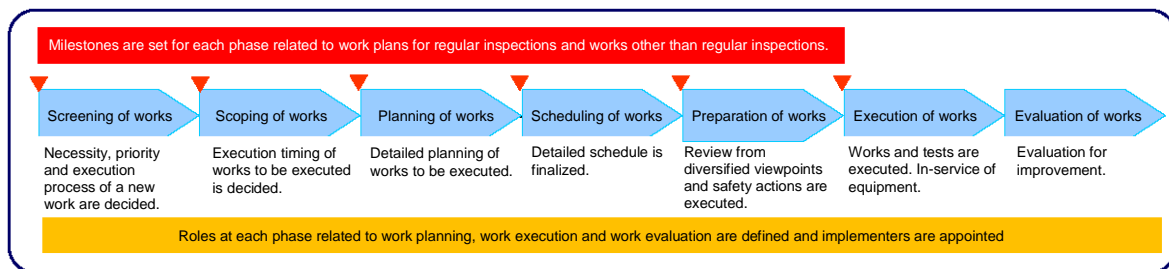 Milestones are set for each phase related to work plans for regular inspections and works other than regular inspections.
Screening of works
Scoping of works
Planning of works
Scheduling of works
Preparation of works
Execution of works
Evaluation of works
Necessity, priority
and execution
process of a new
work are decided.
Execution timing of
works to be executed
is decided.
Detailed planning of
works to be executed.
Detailed schedule is
finalized.
Review from
diversified viewpoints
and safety actions are
executed.
Works and tests are
executed. In-service of
equipment.
Evaluation for
improvement.
Roles at each phase related to work planning, work execution and work evaluation are defined and implementers are appointed